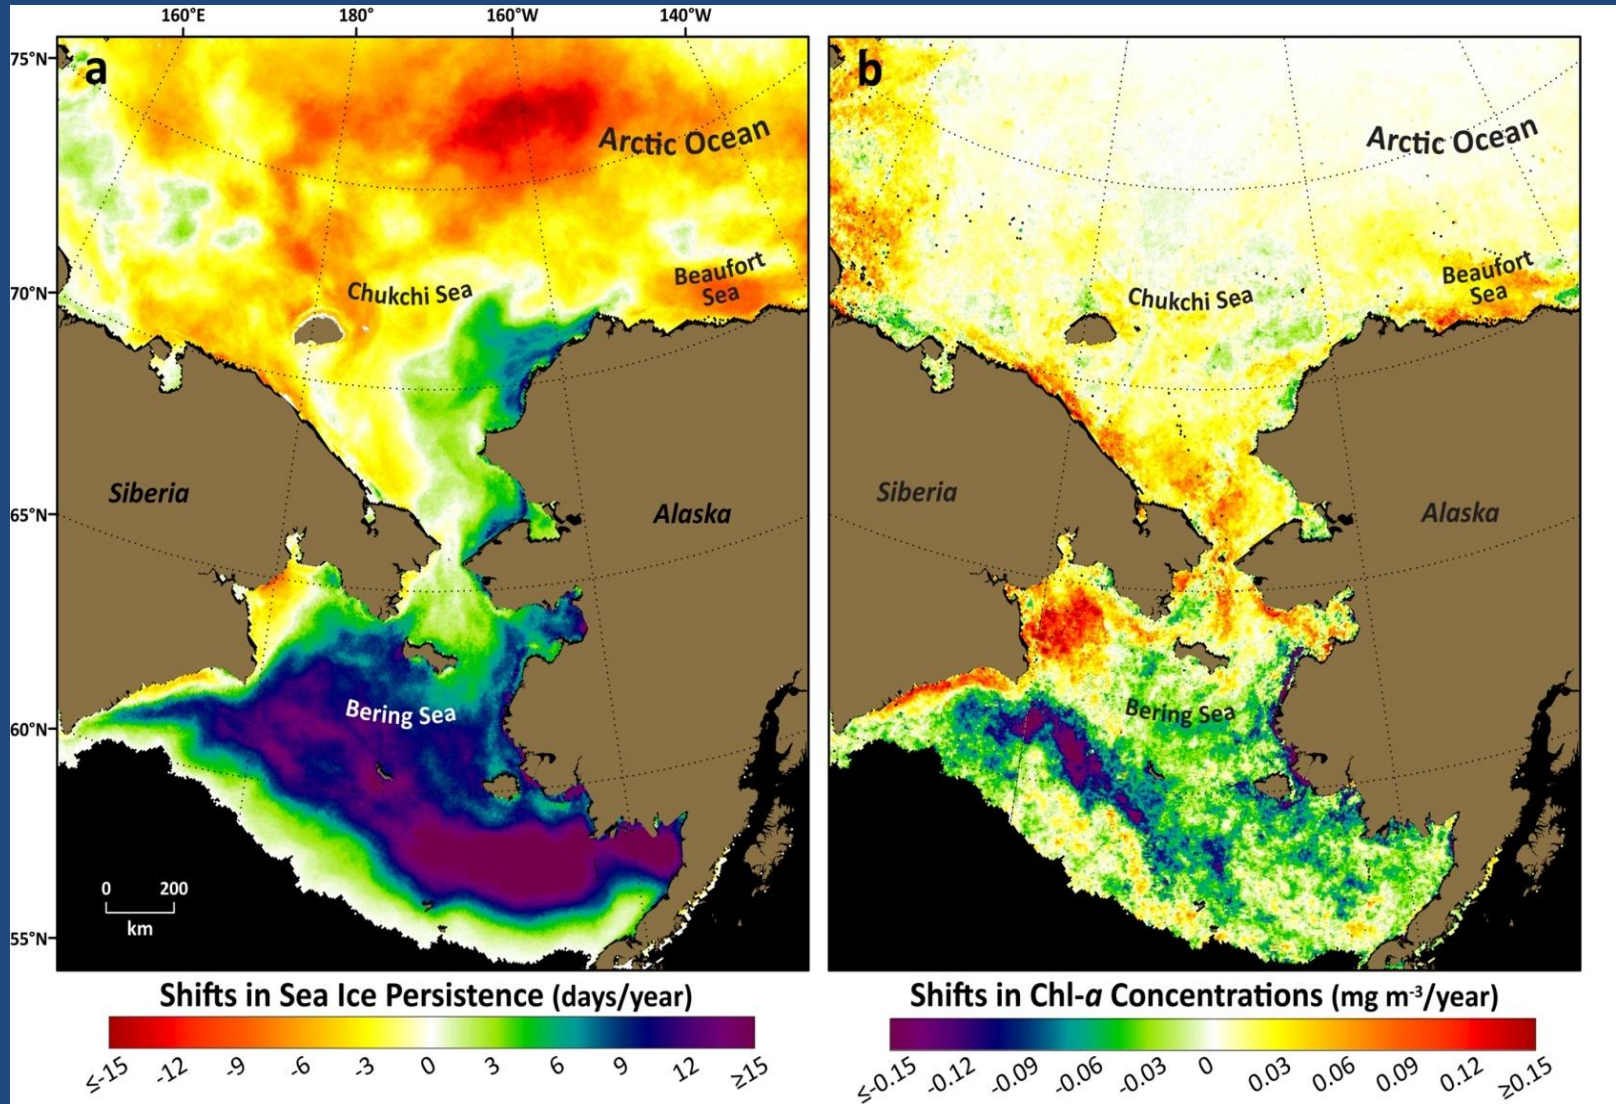 160°E 180° 160°W 140°W
75°N
70°N
65°N
60°N
55°N
a
Arctic Ocean
Chukchi Sea
Beaufort
Sea
Siberia
Alaska
Bering Sea
0 200
km
b
Arctic Ocean
Chukchi Sea
Beaufort
Sea
Siberia
Alaska
Bering Sea
Shifts in Sea Ice Persistence (days/year)
≤-15 -12 -9 -6 -3 0 3 6 9 12 ≥15
Shifts in Chl-a Concentrations (mg m⁻³/year)
≤-0.15 -0.12 -0.09 -0.06 -0.03 0 0.03 0.06 0.09 0.12 ≥0.15